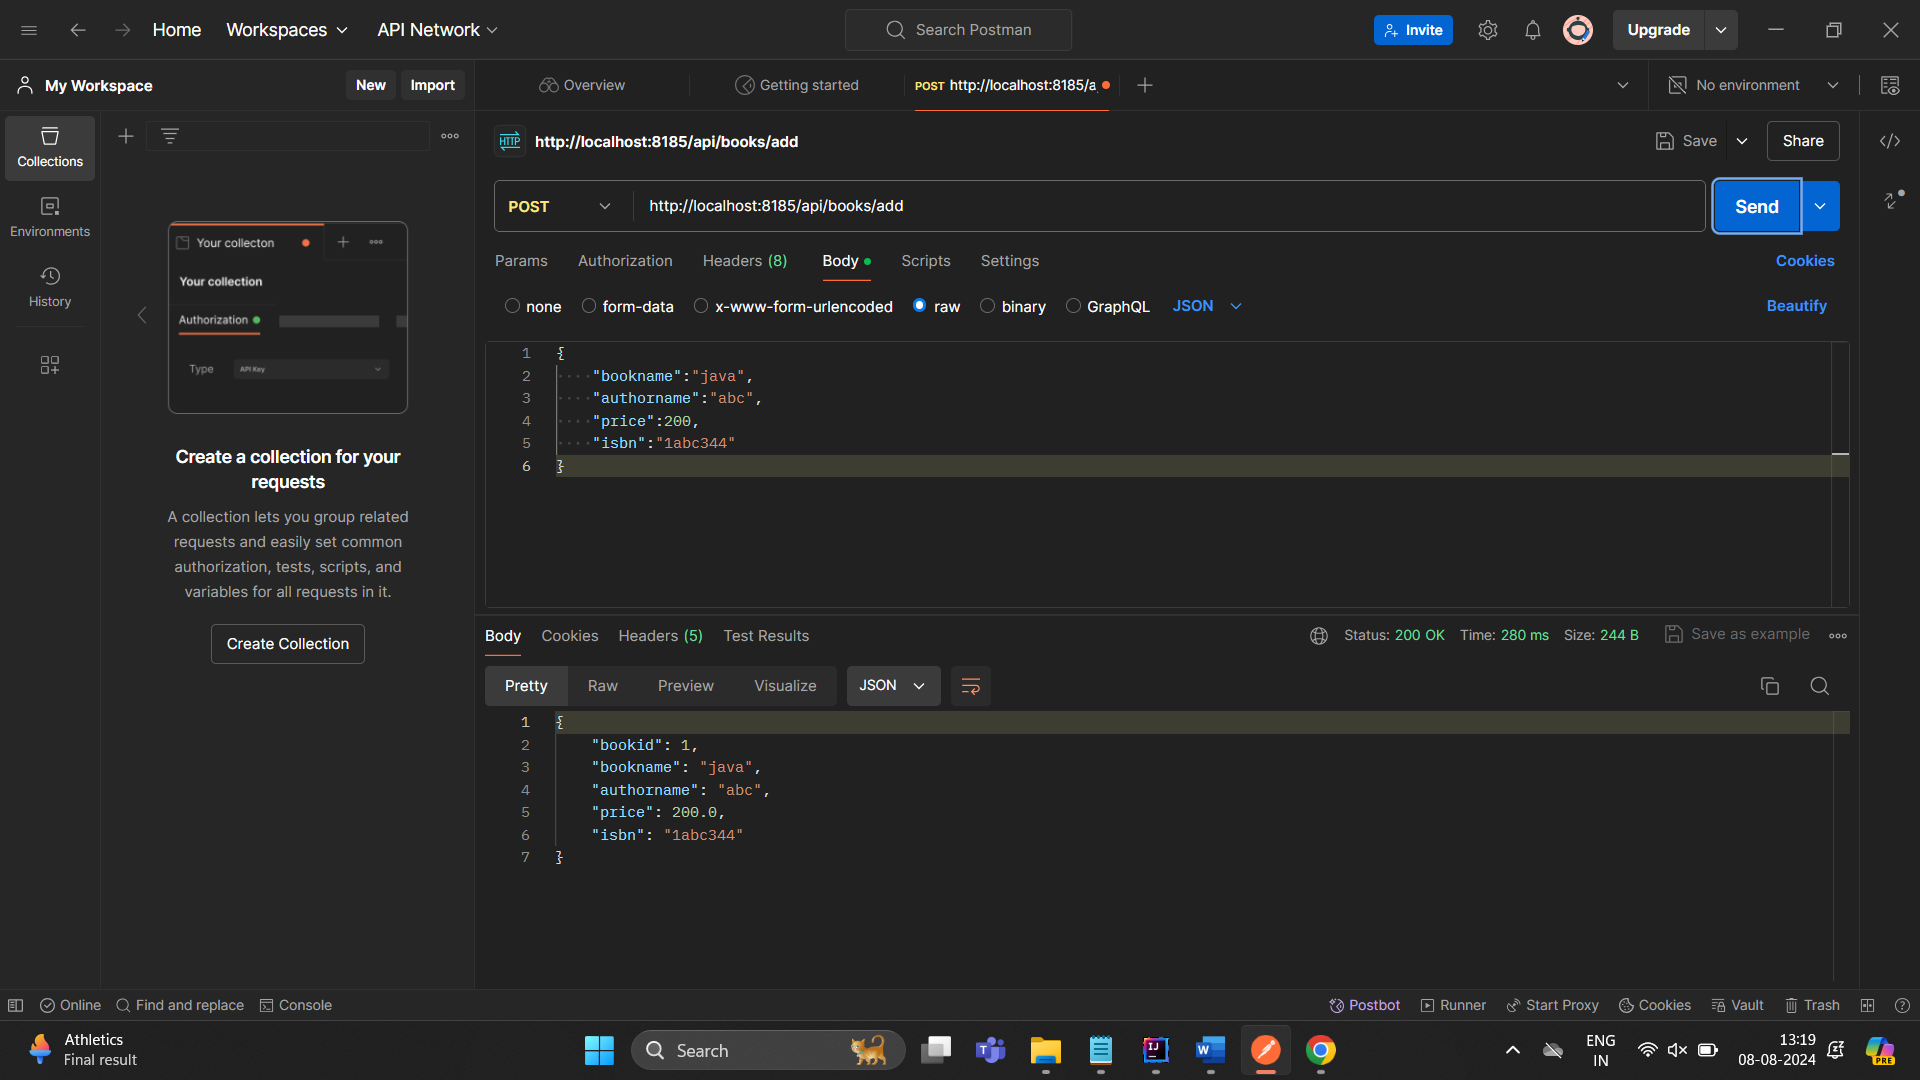 Home Workspaces API Network Search Postman Invite Upgrade
My Workspace New Import Overview Getting started POST http://localhost:8185/a No environment
Collections
Environments
History
Your collecton
Your collection
Authorization
Type API Key
Create a collection for your
requests
A collection lets you group related
requests and easily set common
authorization, tests, scripts, and
variables for all requests in it.
Create Collection
HTTP http://localhost:8185/api/books/add Save Share
POST http://localhost:8185/api/books/add Send
Params Authorization Headers (8) Body Scripts Settings Cookies
none form-data x-www-form-urlencoded raw binary GraphQL JSON Beautify
1 {
2 "bookname":"java",
3 "authorname":"abc",
4 "price":200,
5 "isbn":"1abc344"
6 }
Body Cookies Headers (5) Test Results Status: 200 OK Time: 280 ms Size: 244 B Save as example
Pretty Raw Preview Visualize JSON
1 {
2 "bookid": 1,
3 "bookname": "java",
4 "authorname": "abc",
5 "price": 200.0,
6 "isbn": "1abc344"
7 }
Online Find and replace Console Postbot Runner Start Proxy Cookies Vault Trash
Athletics
Final result
Search
ENG
IN
13:19
08-08-2024
PRE